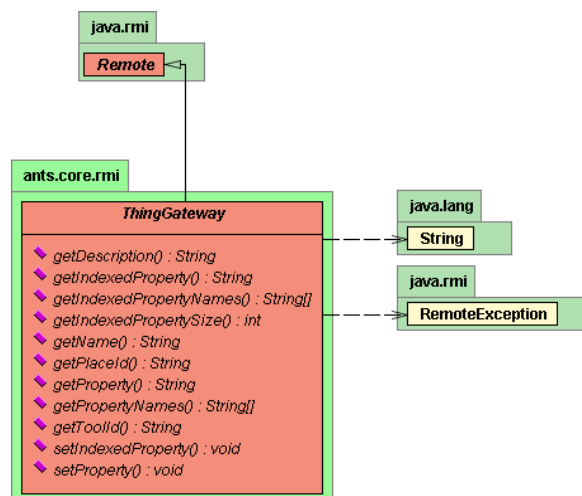 java.rmi
Remote
ants.core.rmi
ThingGateway
getDescription() : String
getIndexedProperty() : String
getIndexedPropertyNames() : String[]
getIndexedPropertySize() : int
getName() : String
getPlaceId() : String
getProperty() : String
getPropertyNames() : String[]
getToolId() : String
setIndexedProperty() : void
setProperty() : void
java.lang
String
java.rmi
RemoteException